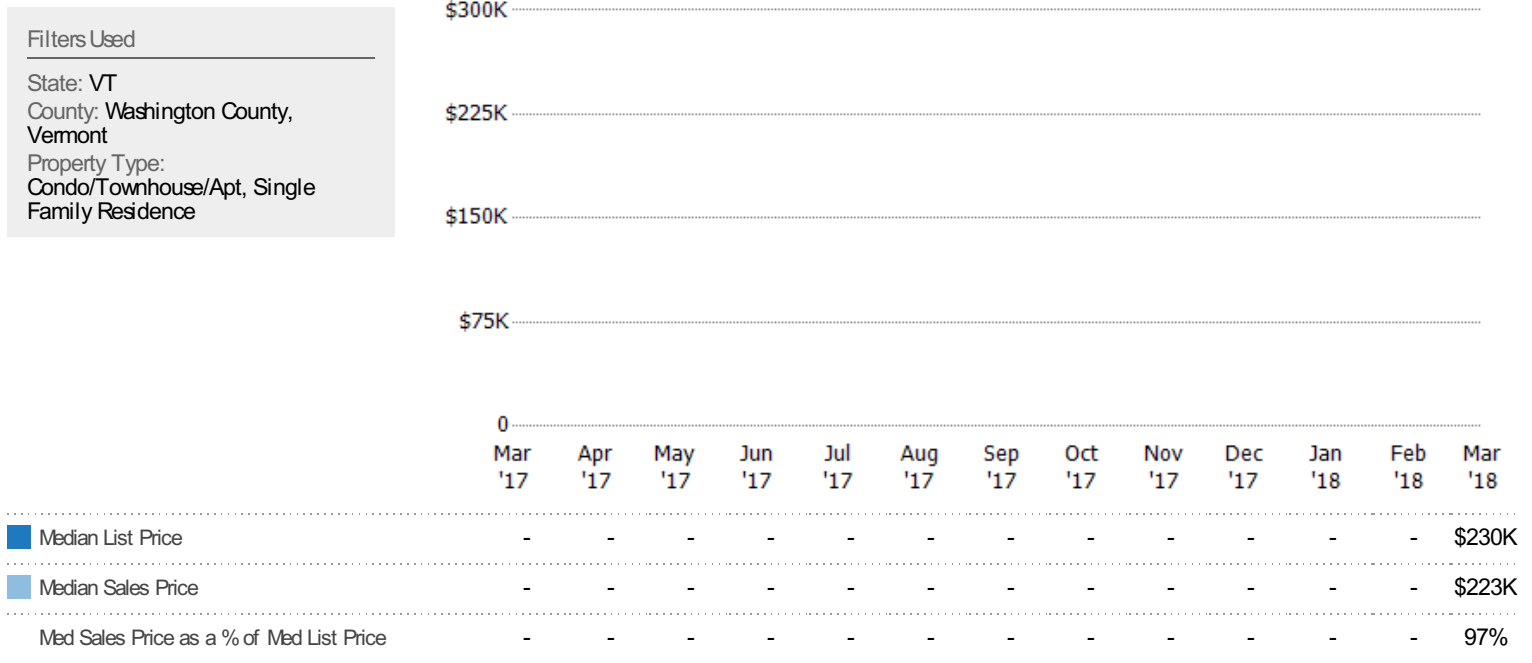 Filters Used
State: VT
County: Washington County,
Vermont
Property Type:
Condo/Townhouse/Apt, Single
Family Residence
$300K
$225K
$150K
$75K
0
Mar Apr May Jun Jul Aug Sep Oct Nov Dec Jan Feb Mar
'17 '17 '17 '17 '17 '17 '17 '17 '17 '17 '18 '18 '18
Median List Price - - - - - - - - - - - - $230K
Median Sales Price - - - - - - - - - - - - $223K
Med Sales Price as a % of Med List Price - - - - - - - - - - - - 97%